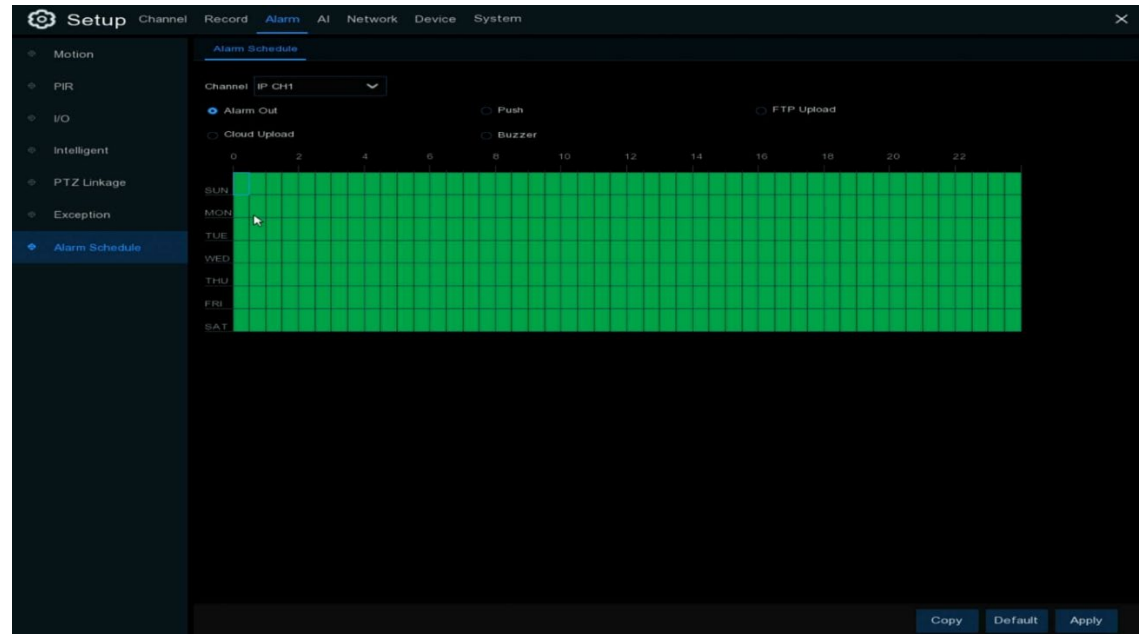 Setup Channel Record Alarm AI Network Device System
Motion
PIR
I/O
Intelligent
PTZ Linkage
Exception
Alarm Schedule
Alarm Schedule
Channel IP CH1
Alarm Out Push FTP Upload
Cloud Upload Buzzer
0 2 4 6 8 10 12 14 16 18 20 22
SUN
MON
TUE
WED
THU
FRI
SAT
Copy Default Apply